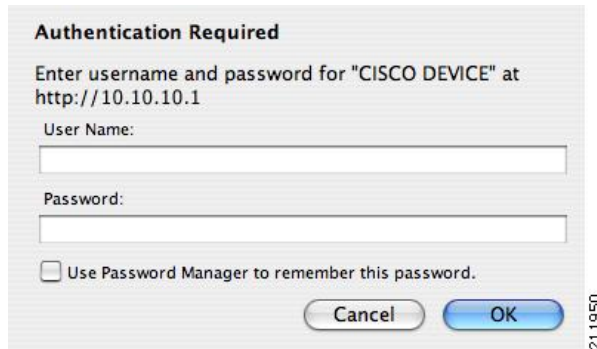 Authentication Required
Enter username and password for "CISCO DEVICE" at
http://10.10.10.1
User Name:
Password:
Use Password Manager to remember this password.
Cancel
OK
211950